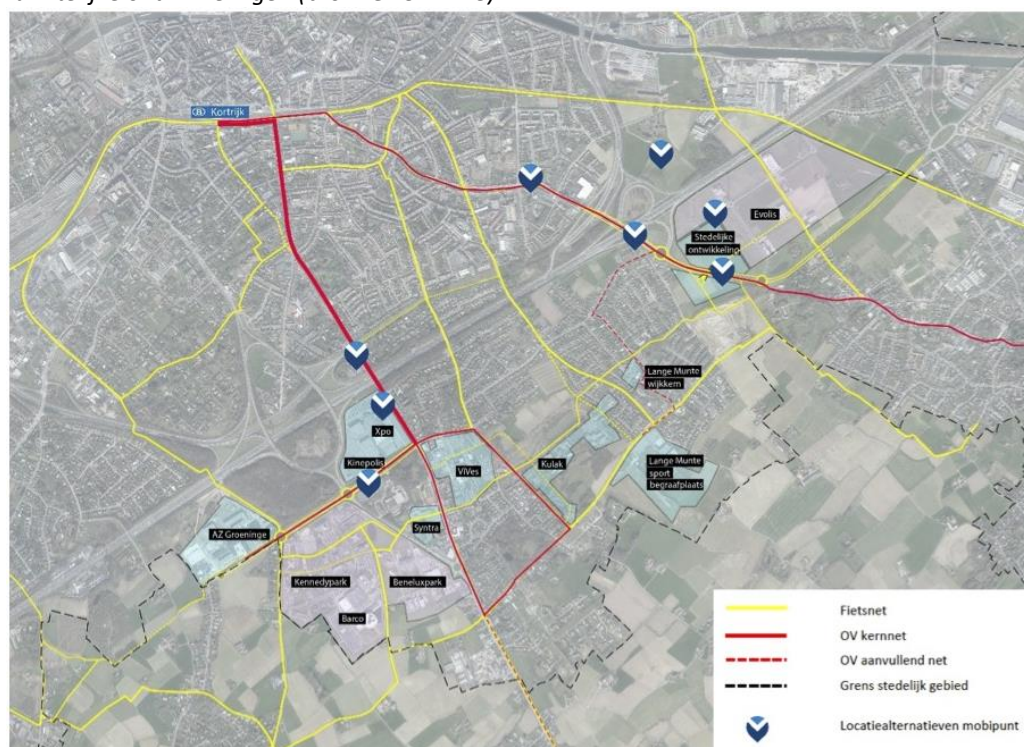 Kortrijk
Evolis
Stedelijke
ontwikkeling
Lange Munte
wijkkern
Xpo
Kinepolis
VIVes
Kulak
Lange Munte
sport
begraafplaats
AZ Groeninge
Syntra
Kennedypark
Beneluxpark
Barco
Fietsnet
OV kernnet
OV aanvullend net
Grens stedelijk gebied
Locatiealternatieven mobipunt